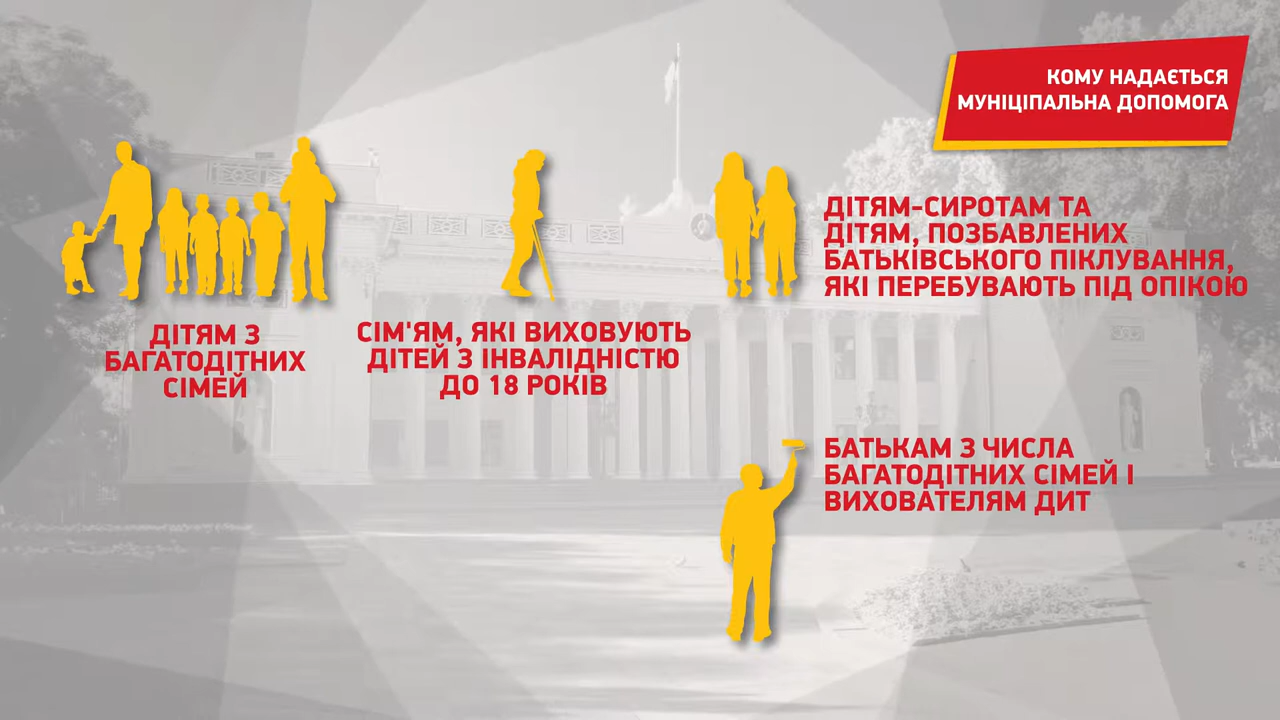 КОМУ НАДАЄТЬСЯ
МУНІЦІПАЛЬНА ДОПОМОГА
ДІТЯМ З
БАГАТОДІТНИХ
СІМЕЙ
СІМ'ЯМ, ЯКІ ВИХОВУЮТЬ
ДІТЕЙ З ІНВАЛІДНІСТЮ
ДО 18 РОКІВ
ДІТЯМ-СИРОТАМ ТА
ДІТЯМ, ПОЗБАВЛЕНИХ
БАТЬКІВСЬКОГО ПІКЛУВАННЯ,
ЯКІ ПЕРЕБУВАЮТЬ ПІД ОПІКОЮ
БАТЬКАМ З ЧИСЛА
БАГАТОДІТНИХ СІМЕЙ І
ВИХОВАТЕЛЯМ ДИТ